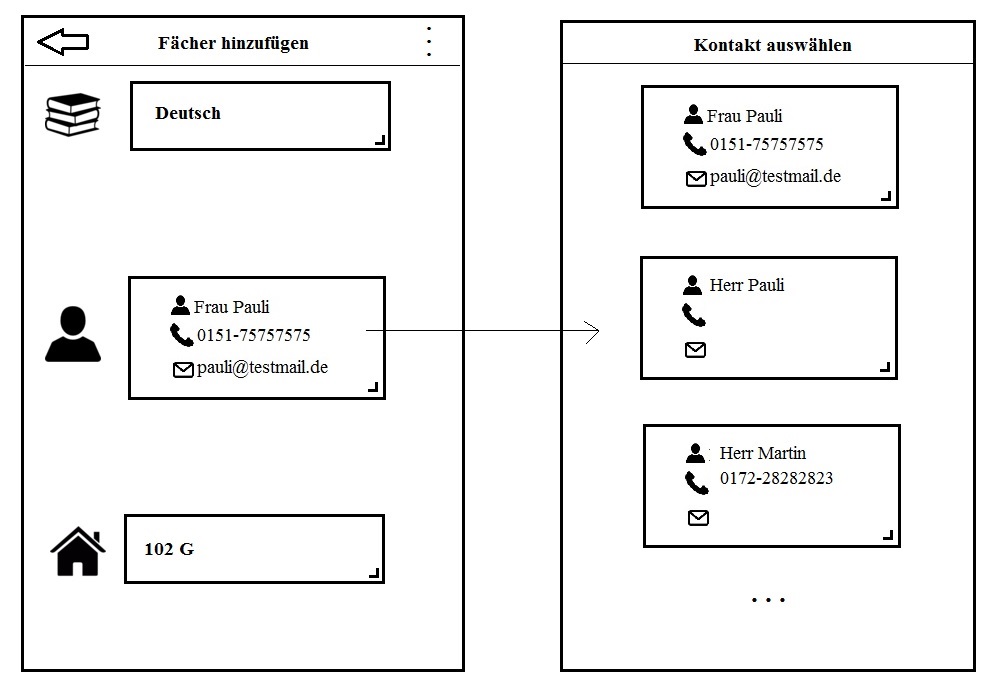 Fächer hinzufügen
Deutsch
Frau Pauli
0151-75757575
pauli@testmail.de
102 G
Kontakt auswählen
Frau Pauli
0151-75757575
pauli@testmail.de
Herr Pauli
Herr Martin
0172-28282823
...